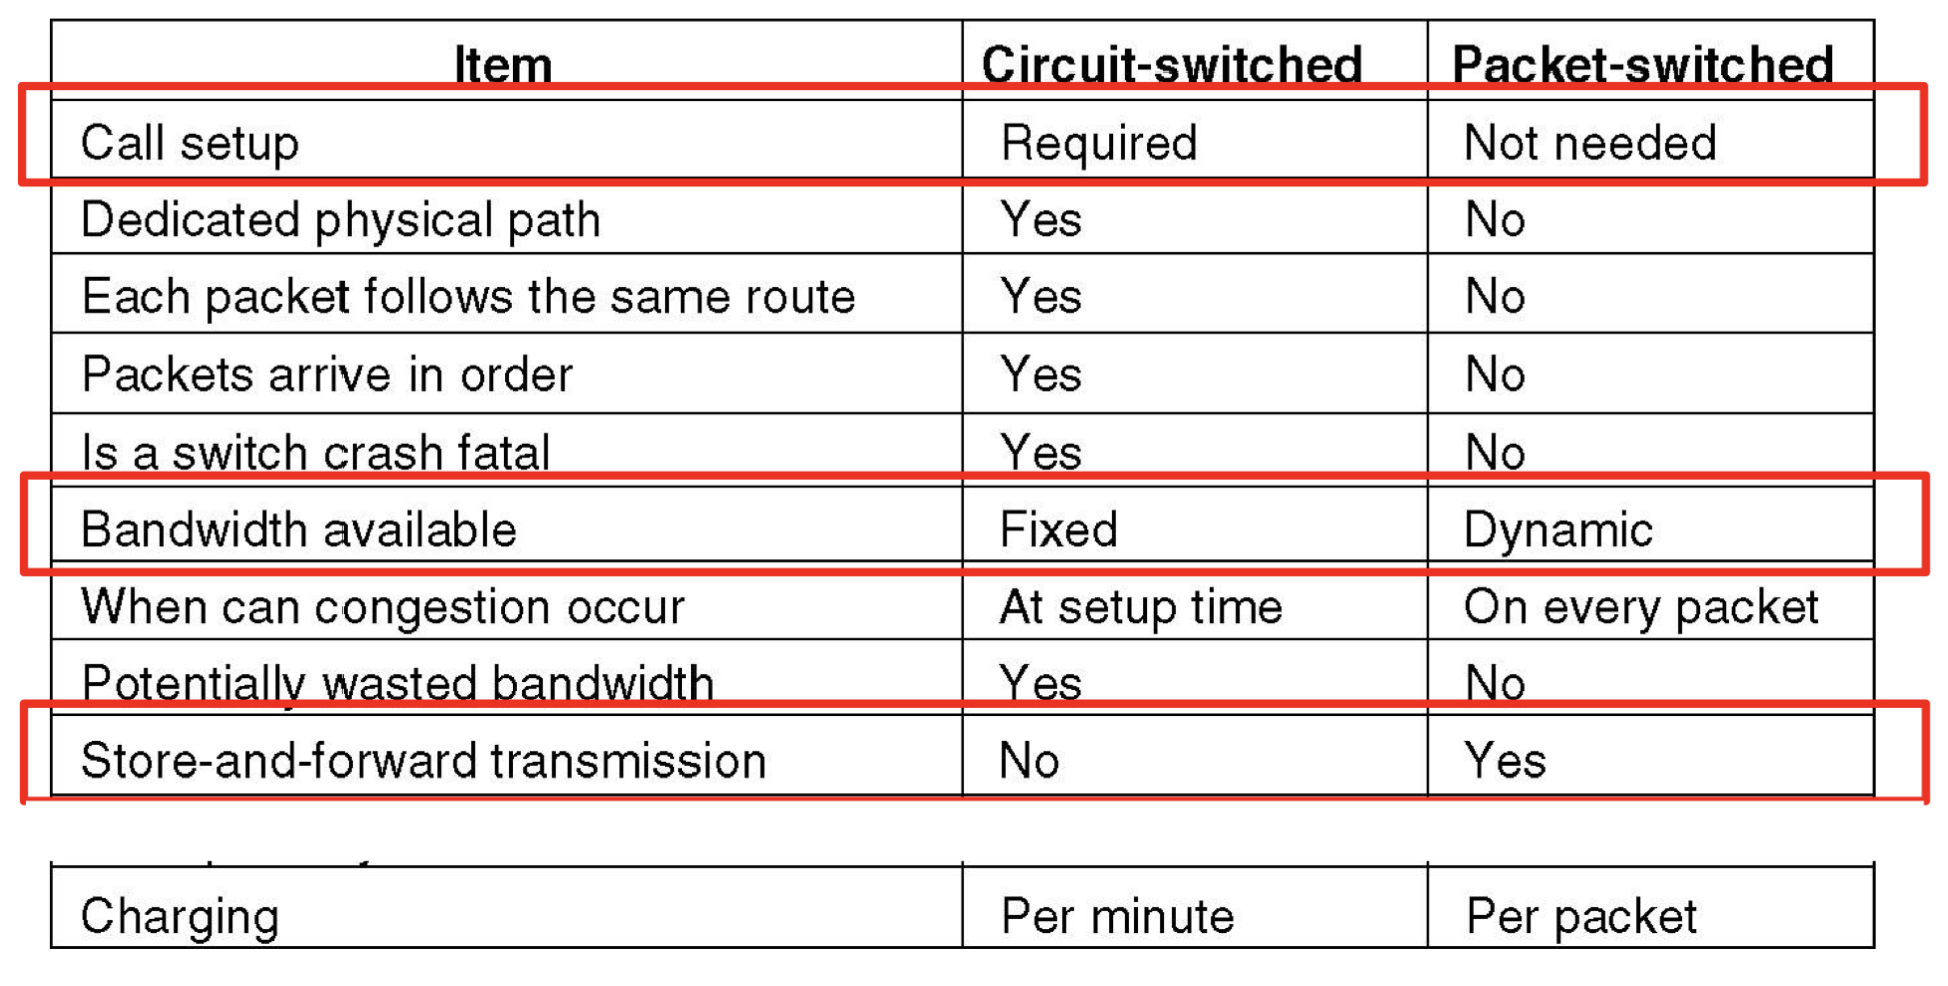 Item Circuit-switched Packet-switched
Call setup Required Not needed
Dedicated physical path Yes No
Each packet follows the same route Yes No
Packets arrive in order Yes No
Is a switch crash fatal Yes No
Bandwidth available Fixed Dynamic
When can congestion occur At setup time On every packet
Potentially wasted bandwidth Yes No
Store-and-forward transmission No Yes
Charging Per minute Per packet